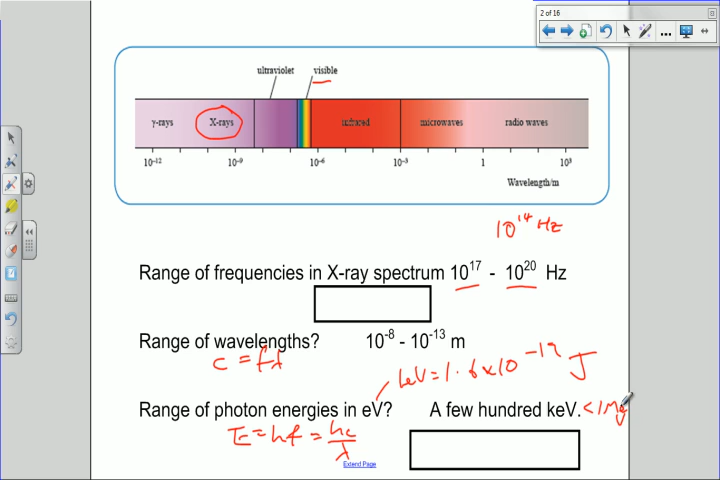 2 of 16
ultraviolet visible
γ-rays X-rays infrared microwaves radio waves
10⁻¹² 10⁻⁹ 10⁻⁶ 10⁻³ 1 10³
Wavelength/m
10¹⁴ Hz
Range of frequencies in X-ray spectrum 10¹⁷ - 10²⁰ Hz
Range of wavelengths? 10⁻⁸ - 10⁻¹³ m
c = fλ
1eV = 1.6 x 10⁻¹⁹ J
Range of photon energies in eV? A few hundred keV. < 1 Me
E = hf = hc/λ
Extend Page